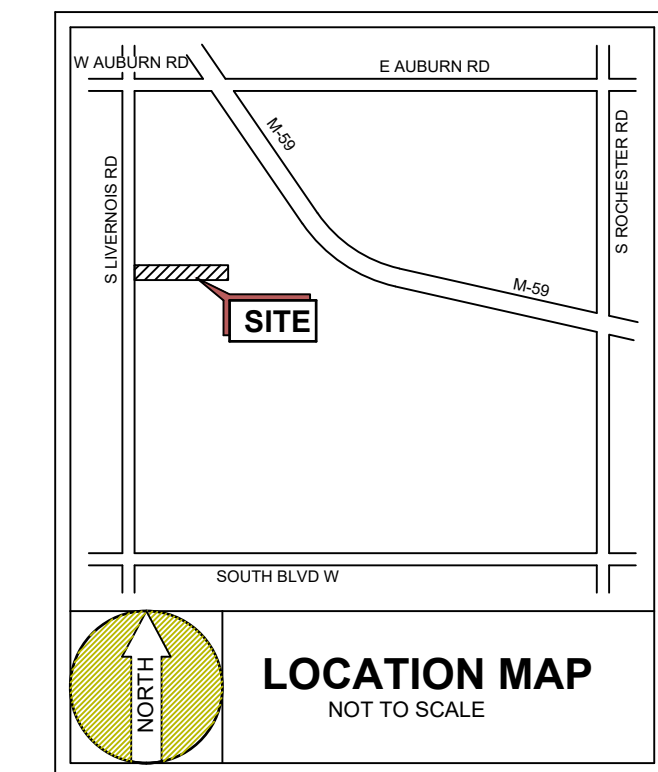 W AUBURN RD
E AUBURN RD
M-59
S LIVERNOIS RD
S ROCHESTER RD
M-59
SITE
SOUTH BLVD W
NORTH
LOCATION MAP
NOT TO SCALE